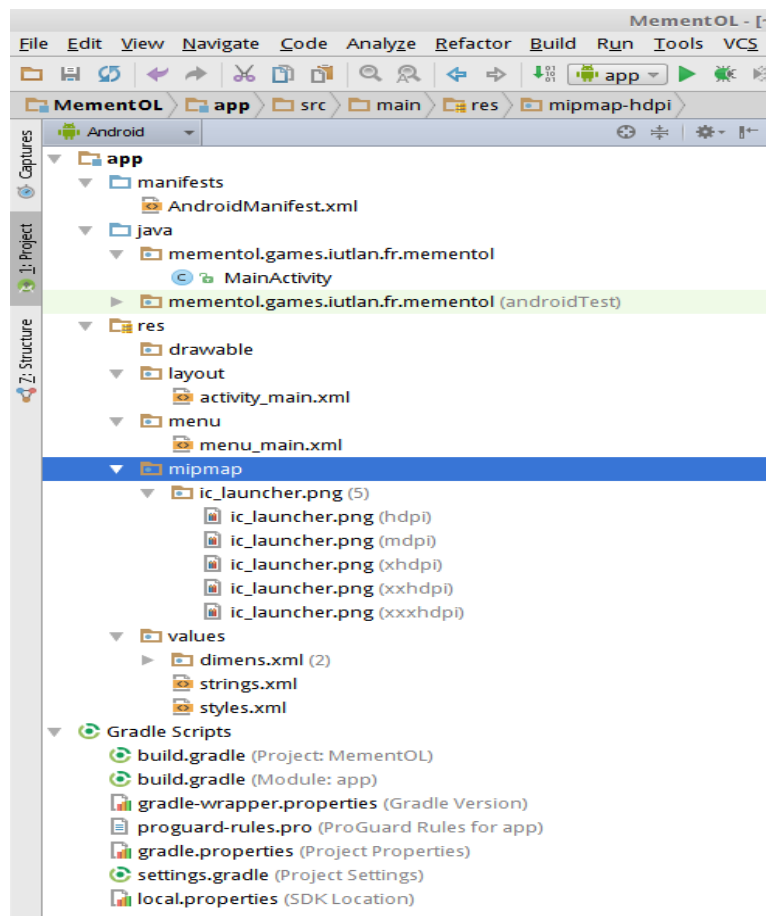 MementOL - [
File Edit View Navigate Code Analyze Refactor Build Run Tools VCS
app
MementOL app src main res mipmap-hdpi
Captures
1: Project
7: Structure
Android
app
manifests
AndroidManifest.xml
java
mementol.games.iutlan.fr.mementol
MainActivity
mementol.games.iutlan.fr.mementol (androidTest)
res
drawable
layout
activity_main.xml
menu
menu_main.xml
mipmap
ic_launcher.png (5)
ic_launcher.png (hdpi)
ic_launcher.png (mdpi)
ic_launcher.png (xhdpi)
ic_launcher.png (xxhdpi)
ic_launcher.png (xxxhdpi)
values
dimens.xml (2)
strings.xml
styles.xml
Gradle Scripts
build.gradle (Project: MementOL)
build.gradle (Module: app)
gradle-wrapper.properties (Gradle Version)
proguard-rules.pro (ProGuard Rules for app)
gradle.properties (Project Properties)
settings.gradle (Project Settings)
local.properties (SDK Location)